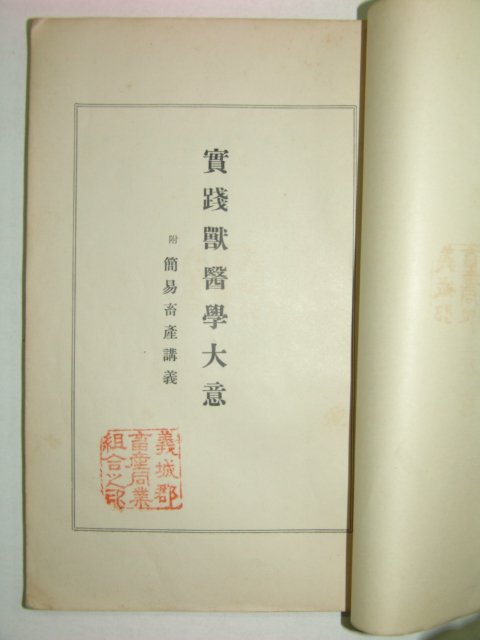 實踐獸醫學大意
附 簡易畜產講義
義城郡
畜產同業
組合之印